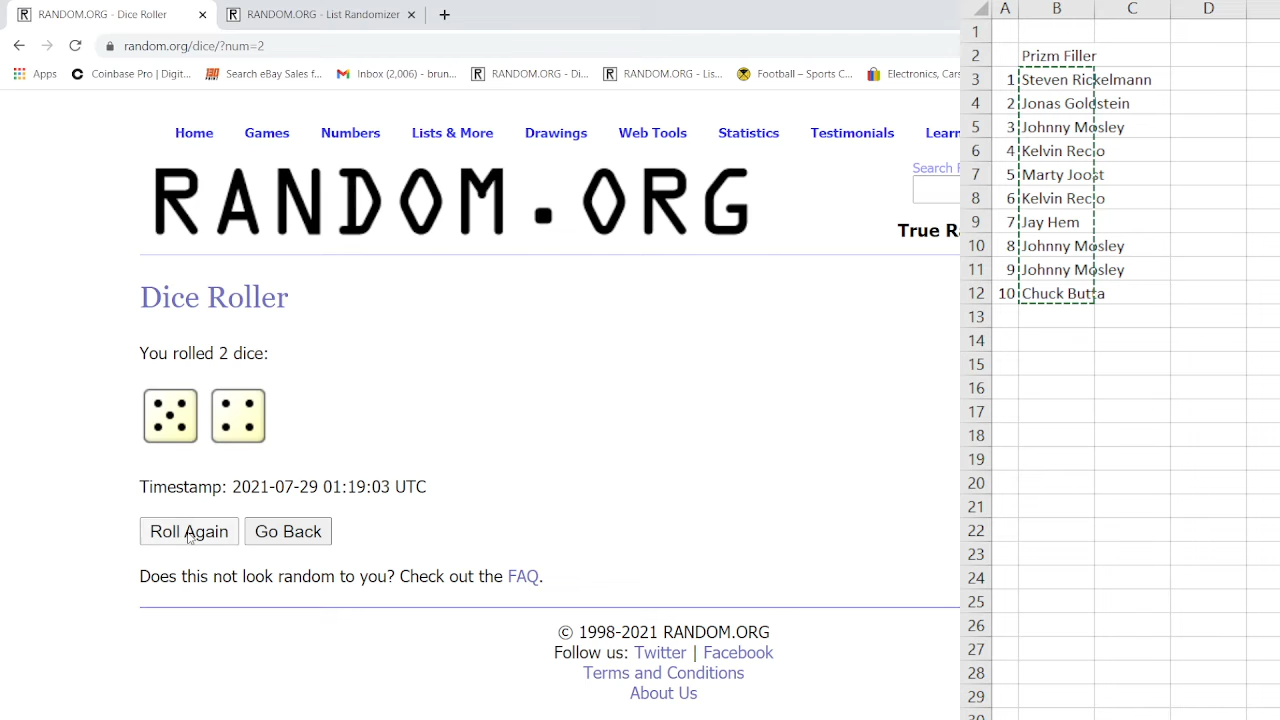 RANDOM.ORG - Dice Roller
RANDOM.ORG - List Randomizer
random.org/dice/?num=2
Apps
Coinbase Pro | Digit...
Search eBay Sales f...
Inbox (2,006) - brun...
RANDOM.ORG - Di...
RANDOM.ORG - Lis...
Football – Sports C...
Electronics, Cars
Home
Games
Numbers
Lists & More
Drawings
Web Tools
Statistics
Testimonials
Learn
RANDOM.ORG
Search
True Ra
Dice Roller
You rolled 2 dice:
Timestamp: 2021-07-29 01:19:03 UTC
Roll Again
Go Back
Does this not look random to you? Check out the FAQ.
© 1998-2021 RANDOM.ORG
Follow us: Twitter | Facebook
Terms and Conditions
About Us
A B C D
1
2 Prizm Filler
3 1 Steven Rickelmann
4 2 Jonas Goldstein
5 3 Johnny Mosley
6 4 Kelvin Recio
7 5 Marty Joost
8 6 Kelvin Recio
9 7 Jay Hem
10 8 Johnny Mosley
11 9 Johnny Mosley
12 10 Chuck Butta
13
14
15
16
17
18
19
20
21
22
23
24
25
26
27
28
29